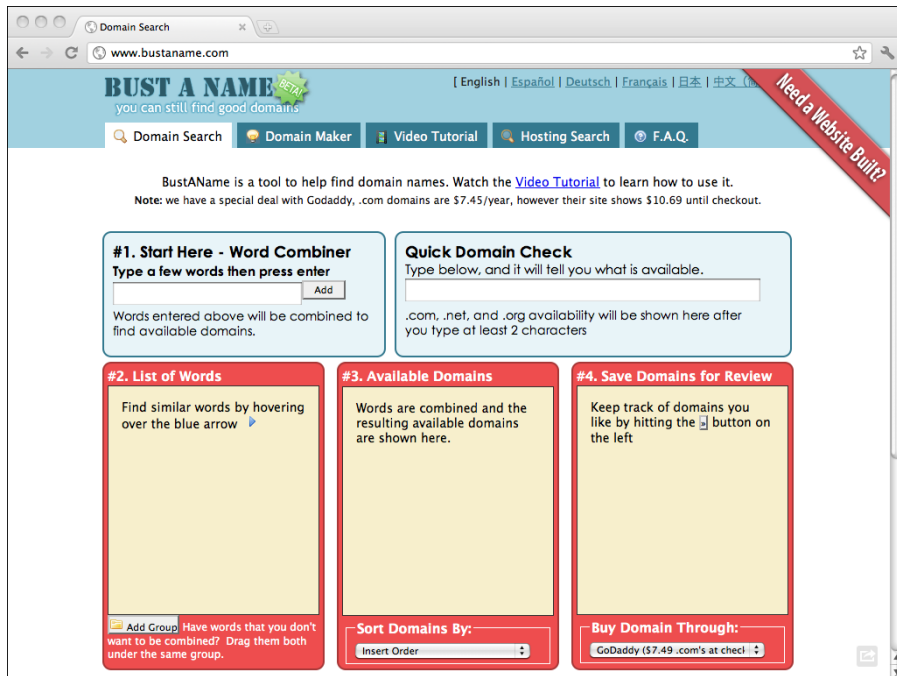 Domain Search
www.bustaname.com
BUST A NAME
BETA!
you can still find good domains
[ English | Español | Deutsch | Français | 日本 | 中文
Need a Website Built?
Domain Search
Domain Maker
Video Tutorial
Hosting Search
F.A.Q.
BustAName is a tool to help find domain names. Watch the Video Tutorial to learn how to use it.
Note: we have a special deal with Godaddy, .com domains are $7.45/year, however their site shows $10.69 until checkout.
#1. Start Here - Word Combiner
Type a few words then press enter
Add
Words entered above will be combined to
find available domains.
Quick Domain Check
Type below, and it will tell you what is available.
.com, .net, and .org availability will be shown here after
you type at least 2 characters
#2. List of Words
Find similar words by hovering
over the blue arrow
Add Group Have words that you don't
want to be combined? Drag them both
under the same group.
#3. Available Domains
Words are combined and the
resulting available domains
are shown here.
Sort Domains By:
Insert Order
#4. Save Domains for Review
Keep track of domains you
like by hitting the » button on
the left
Buy Domain Through:
GoDaddy ($7.49 .com's at check